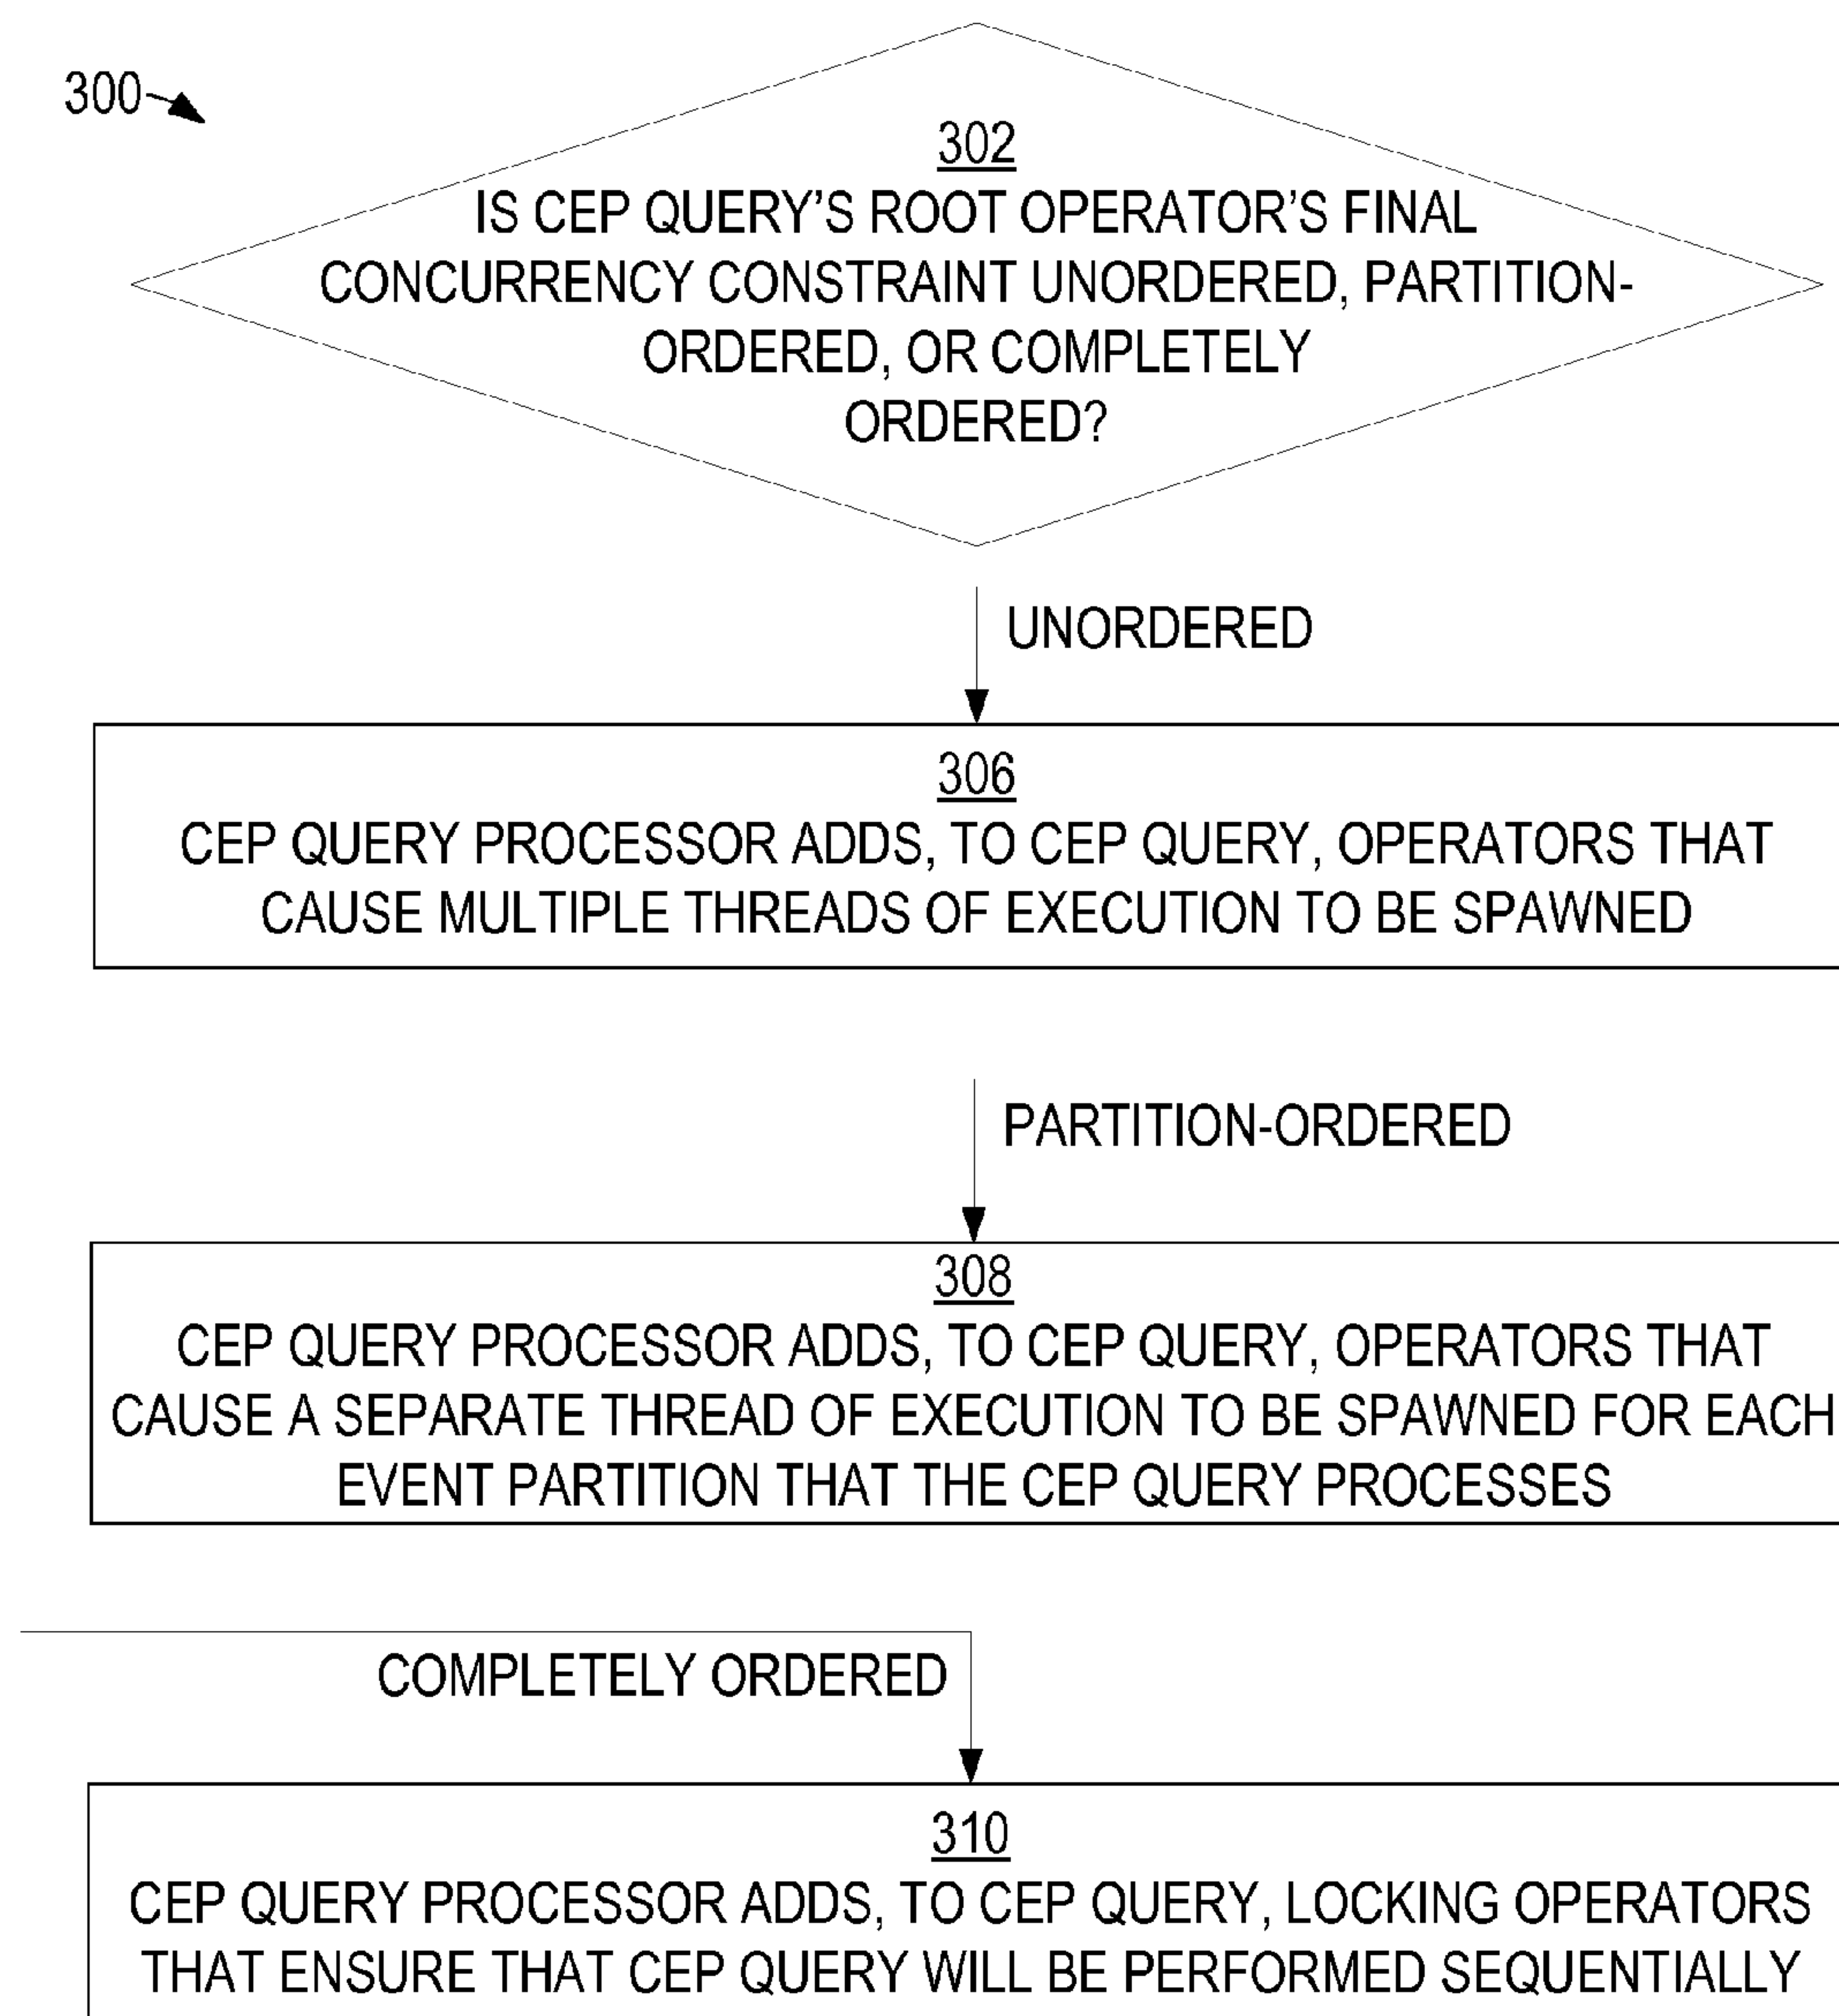 300
302
IS CEP QUERY’S ROOT OPERATOR’S FINAL
CONCURRENCY CONSTRAINT UNORDERED, PARTITION-
ORDERED, OR COMPLETELY
ORDERED?
UNORDERED
306
CEP QUERY PROCESSOR ADDS, TO CEP QUERY, OPERATORS THAT
CAUSE MULTIPLE THREADS OF EXECUTION TO BE SPAWNED
PARTITION-ORDERED
308
CEP QUERY PROCESSOR ADDS, TO CEP QUERY, OPERATORS THAT
CAUSE A SEPARATE THREAD OF EXECUTION TO BE SPAWNED FOR EACH
EVENT PARTITION THAT THE CEP QUERY PROCESSES
COMPLETELY ORDERED
310
CEP QUERY PROCESSOR ADDS, TO CEP QUERY, LOCKING OPERATORS
THAT ENSURE THAT CEP QUERY WILL BE PERFORMED SEQUENTIALLY